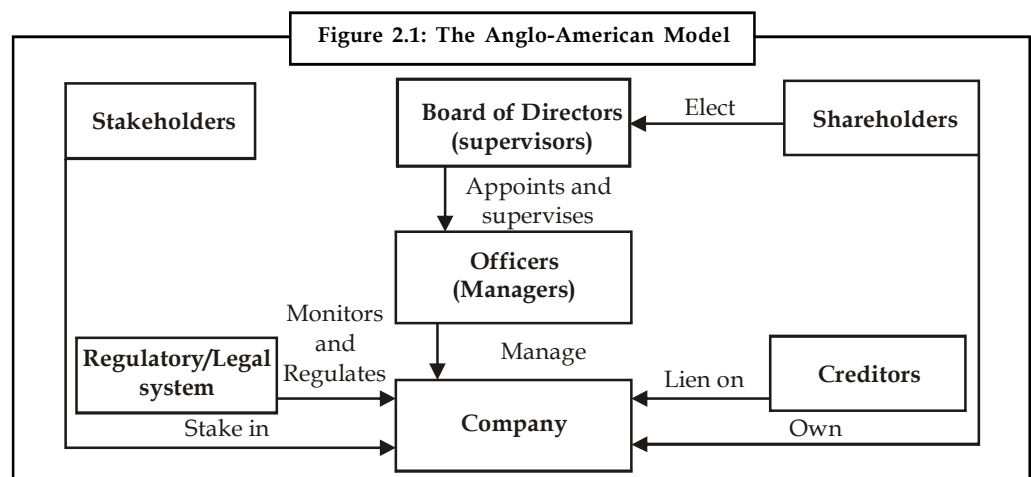 Figure 2.1: The Anglo-American Model
Stakeholders
Board of Directors
(supervisors)
Elect
Shareholders
Appoints and
supervises
Officers
(Managers)
Monitors
and
Regulates
Manage
Regulatory/Legal
system
Lien on
Creditors
Company
Stake in
Own